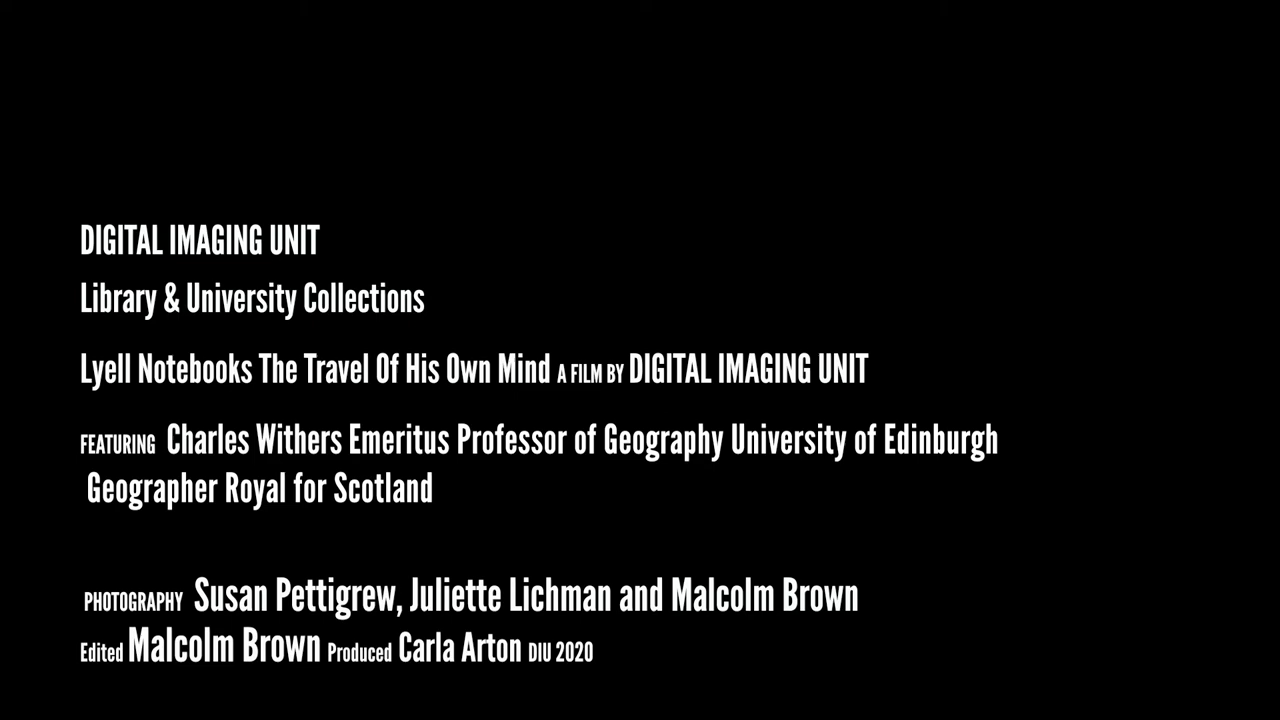 DIGITAL IMAGING UNIT
Library & University Collections
Lyell Notebooks The Travel Of His Own Mind A FILM BY DIGITAL IMAGING UNIT
FEATURING Charles Withers Emeritus Professor of Geography University of Edinburgh
Geographer Royal for Scotland
PHOTOGRAPHY Susan Pettigrew, Juliette Lichman and Malcolm Brown
Edited Malcolm Brown Produced Carla Arton DIU 2020